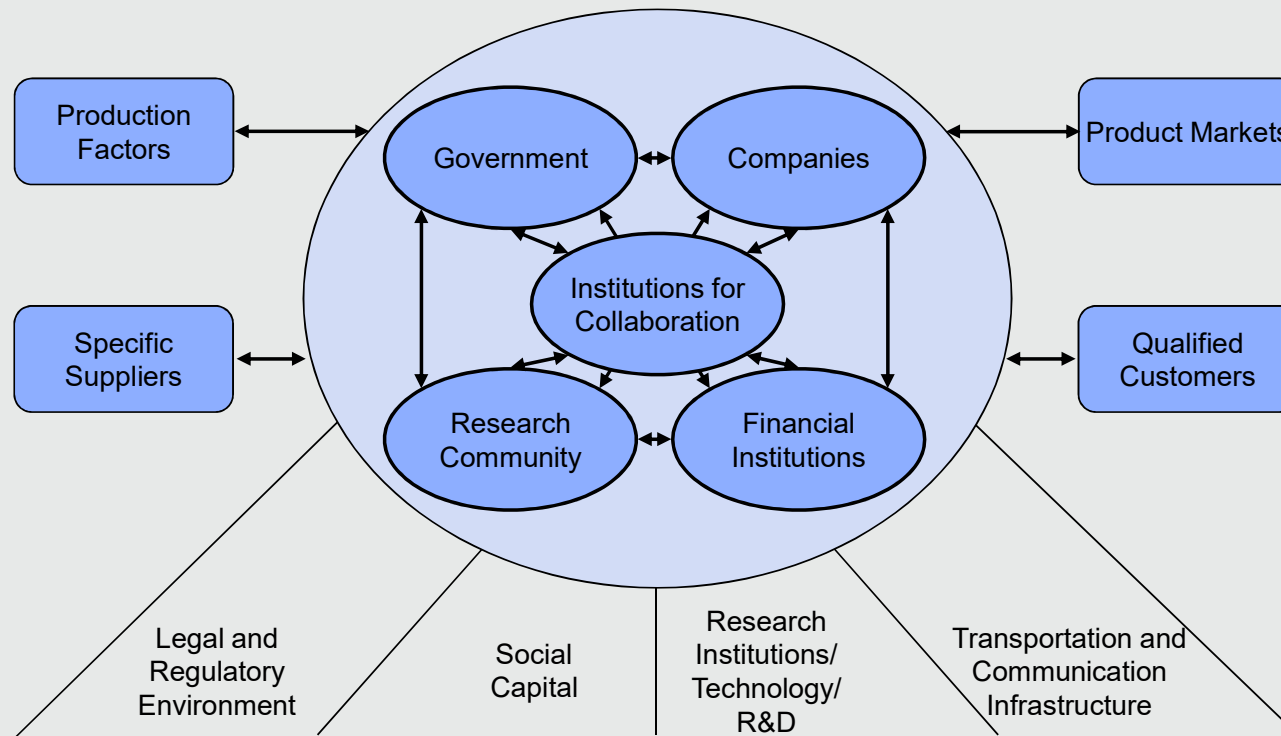 Production
Factors
Government
Companies
Product Markets
Institutions for
Collaboration
Specific
Suppliers
Qualified
Customers
Research
Community
Financial
Institutions
Legal and
Regulatory
Environment
Social
Capital
Research
Institutions/
Technology/
R&D
Transportation and
Communication
Infrastructure